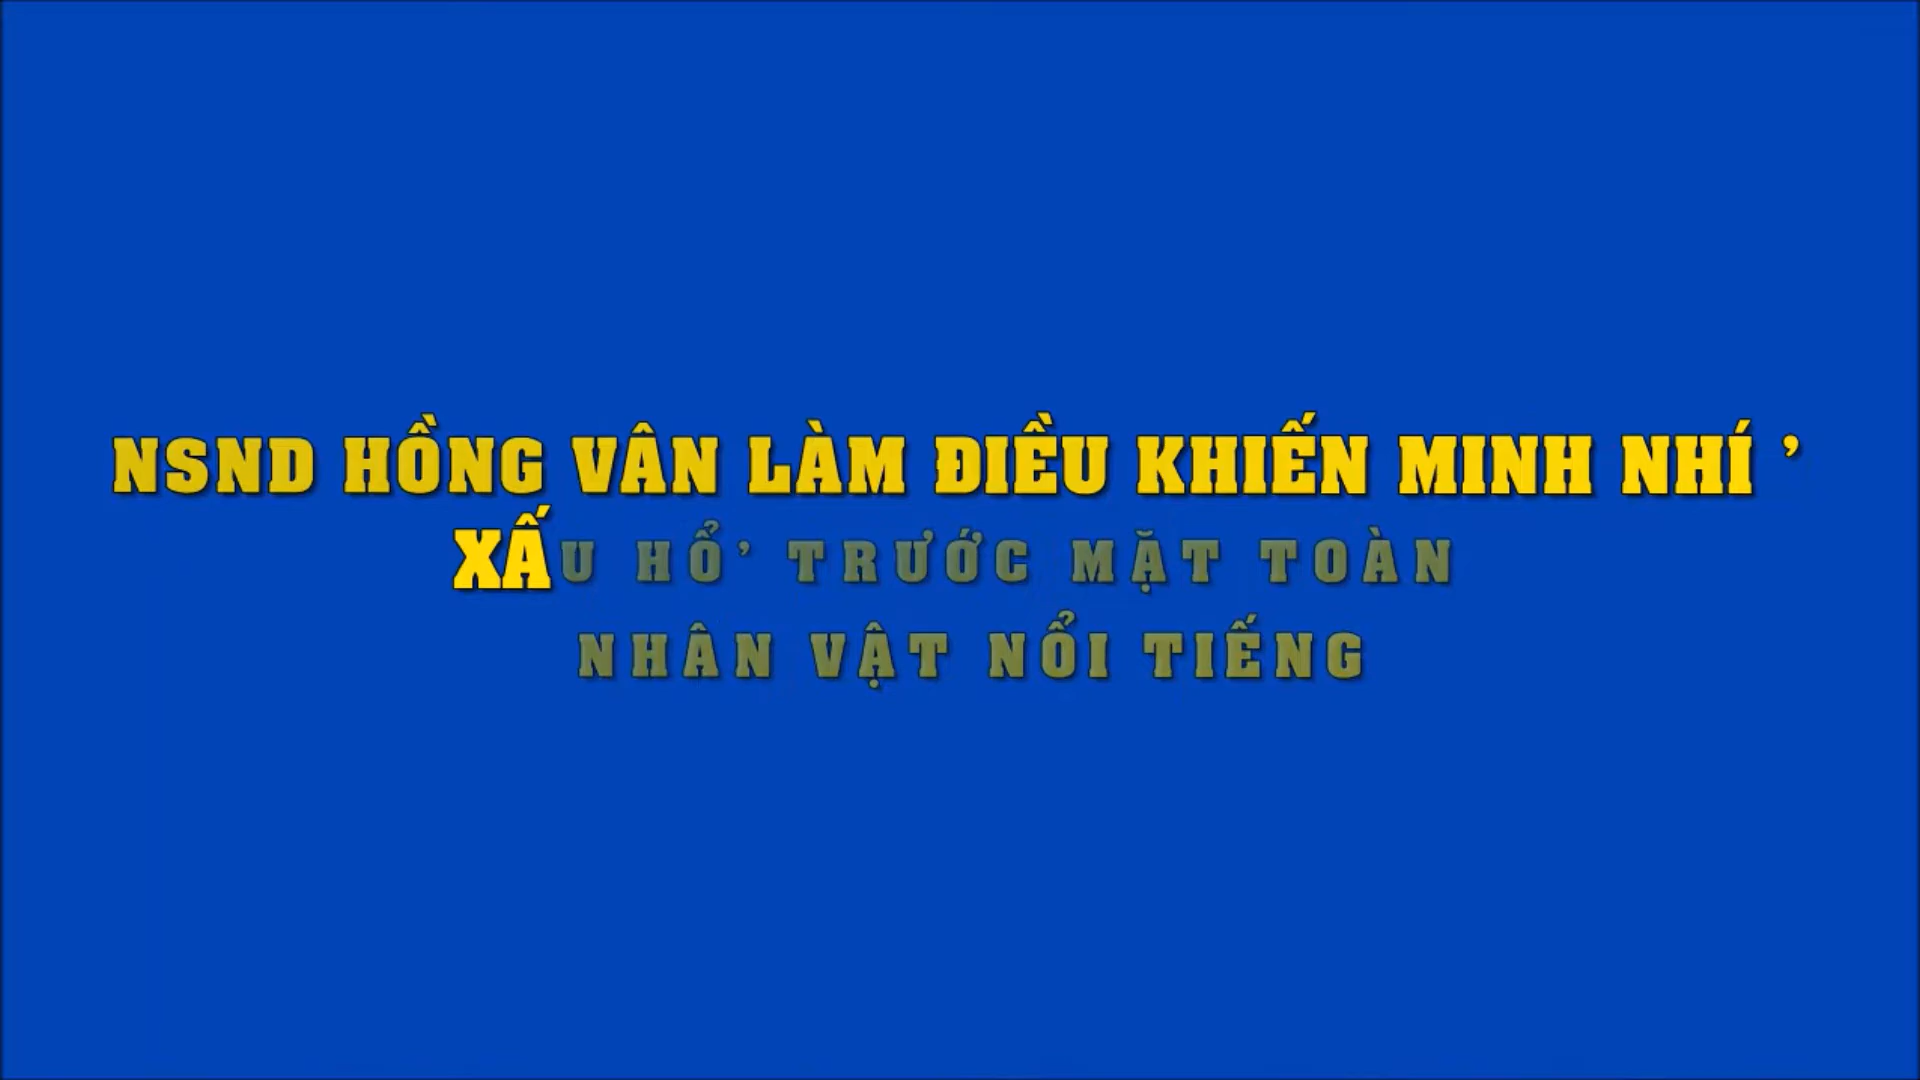 NSND HỒNG VÂN LÀM ĐIỀU KHIẾN MINH NHÍ ’
XẤU HỔ’ TRƯỚC MẶT TOÀN
NHÂN VẬT NỔI TIẾNG